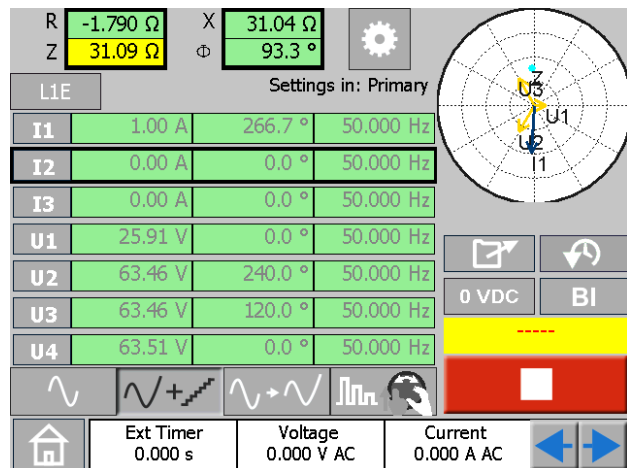 R -1.790 Ω X 31.04 Ω
Z 31.09 Ω Φ 93.3 °
L1E Settings in: Primary
I1 1.00 A 266.7 ° 50.000 Hz
I2 0.00 A 0.0 ° 50.000 Hz
I3 0.00 A 0.0 ° 50.000 Hz
U1 25.91 V 0.0 ° 50.000 Hz
U2 63.46 V 240.0 ° 50.000 Hz
U3 63.46 V 120.0 ° 50.000 Hz
U4 63.51 V 0.0 ° 50.000 Hz
Z
U3
U1
U2
I1
0 VDC BI
-----
Ext Timer Voltage Current
0.000 s 0.000 V AC 0.000 A AC